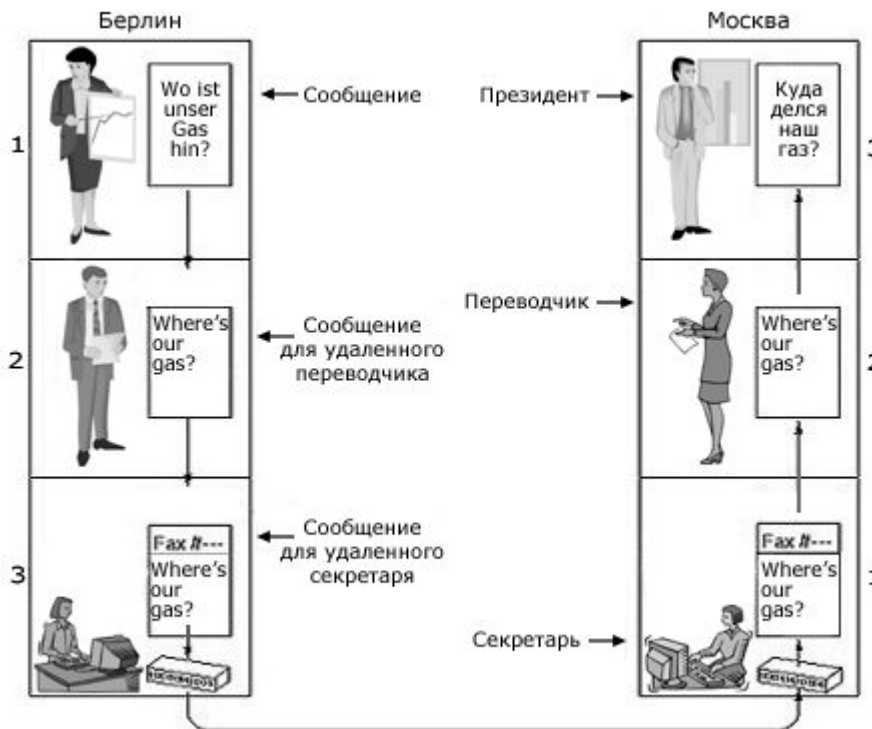 Берлин
Москва
Wo ist
unser
Gas
hin?
Сообщение
Президент
Куда
делся
наш
газ?
1
3
Where's
our
gas?
Сообщение
для удаленного
переводчика
Переводчик
Where's
our
gas?
2
2
Fax #---
Where's
our
gas?
Сообщение
для удаленного
секретаря
Секретарь
Fax #---
Where's
our
gas?
3
1